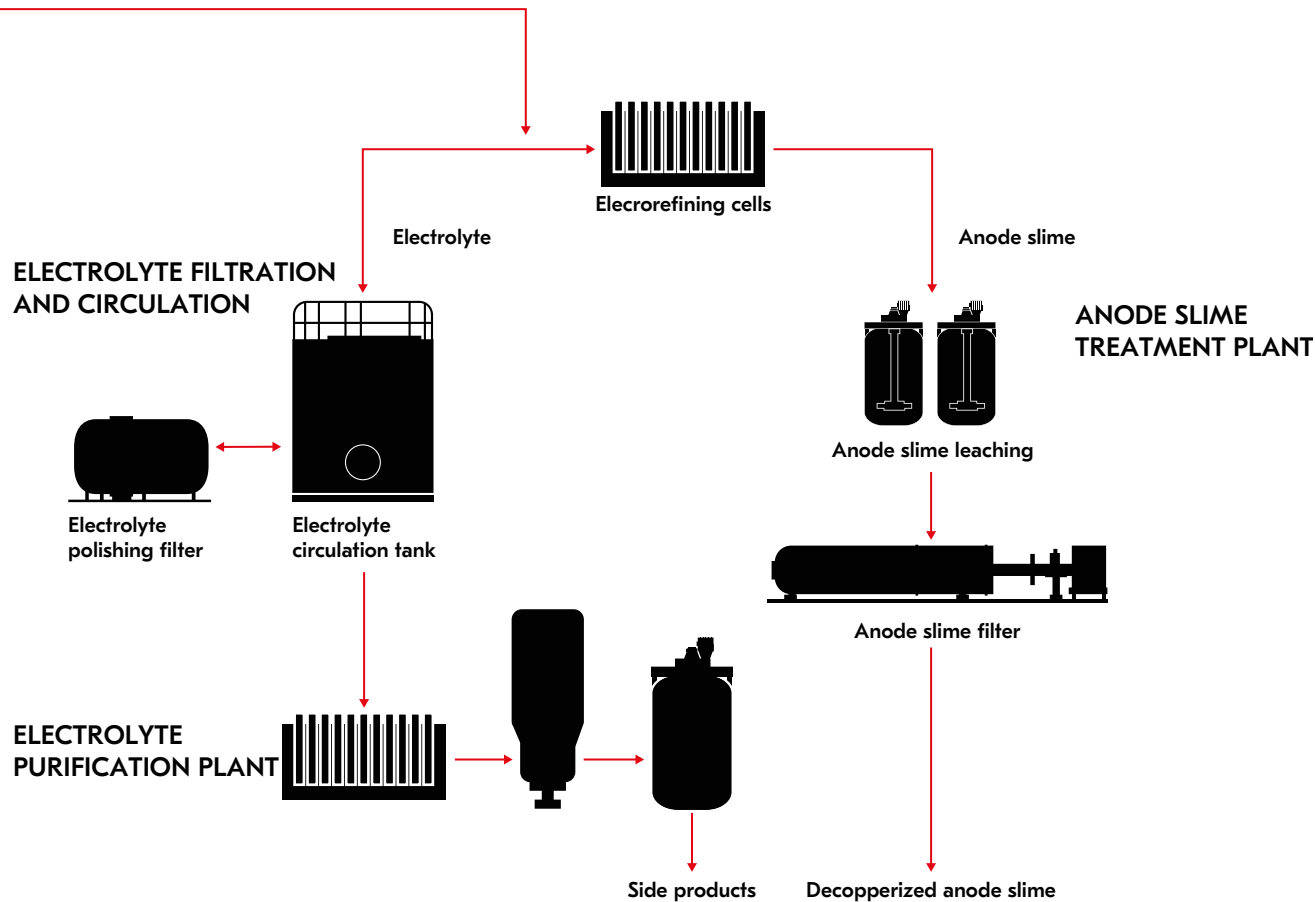 Elecrorefining cells
Electrolyte
Anode slime
ELECTROLYTE FILTRATION
AND CIRCULATION
ANODE SLIME
TREATMENT PLANT
Anode slime leaching
Electrolyte
polishing filter
Electrolyte
circulation tank
Anode slime filter
ELECTROLYTE
PURIFICATION PLANT
Side products
Decopperized anode slime